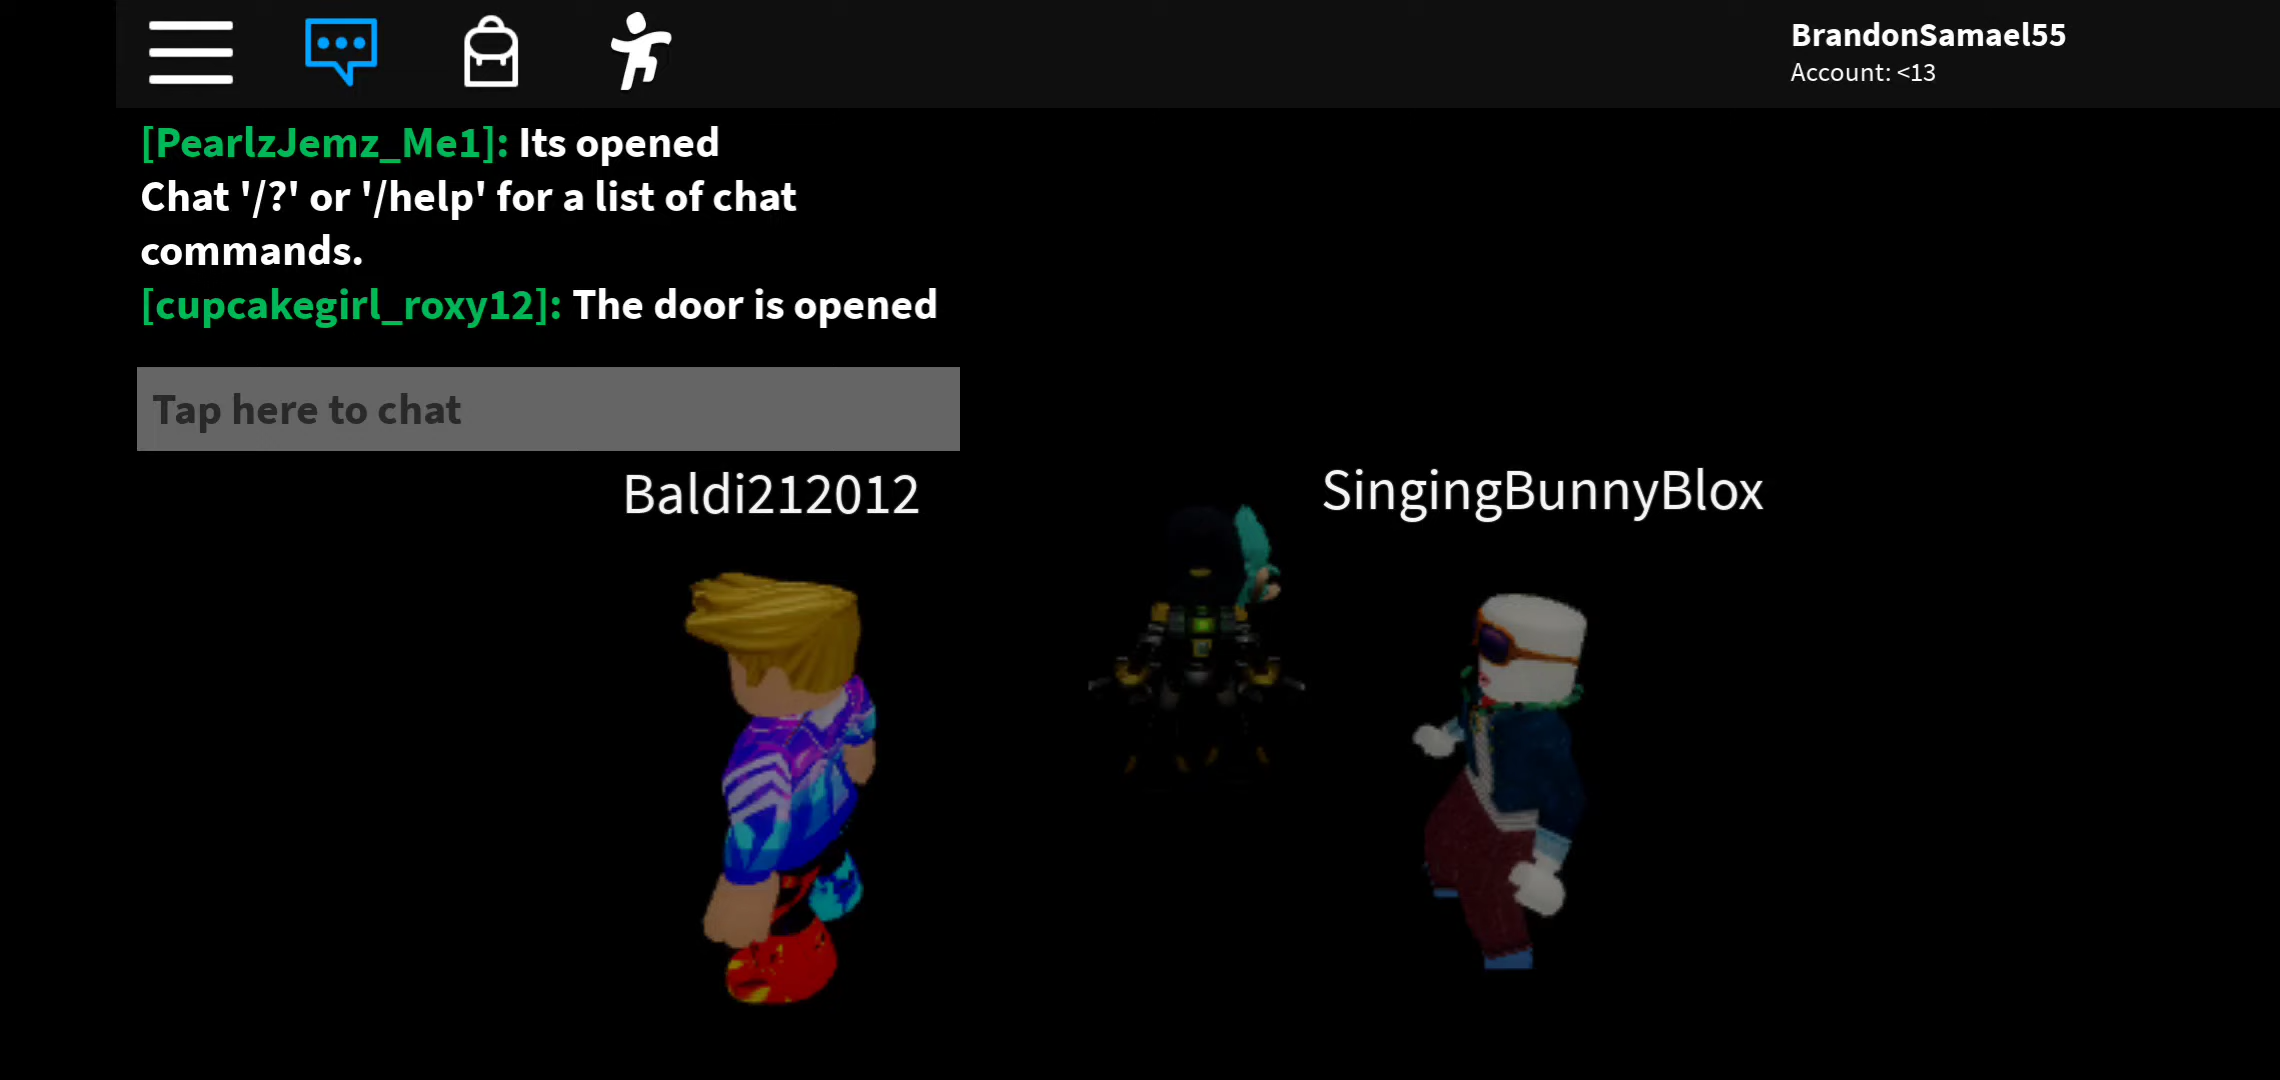 BrandonSamael55
Account: <13
[PearlzJemz_Me1]: Its opened
Chat '/?' or '/help' for a list of chat
commands.
[cupcakegirl_roxy12]: The door is opened
Tap here to chat
Baldi212012
SingingBunnyBlox